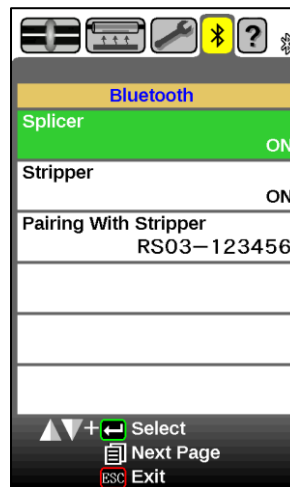 ?
Bluetooth
Splicer
ON
Stripper
ON
Pairing With Stripper
RS03-123456
+ Select
Next Page
ESC Exit